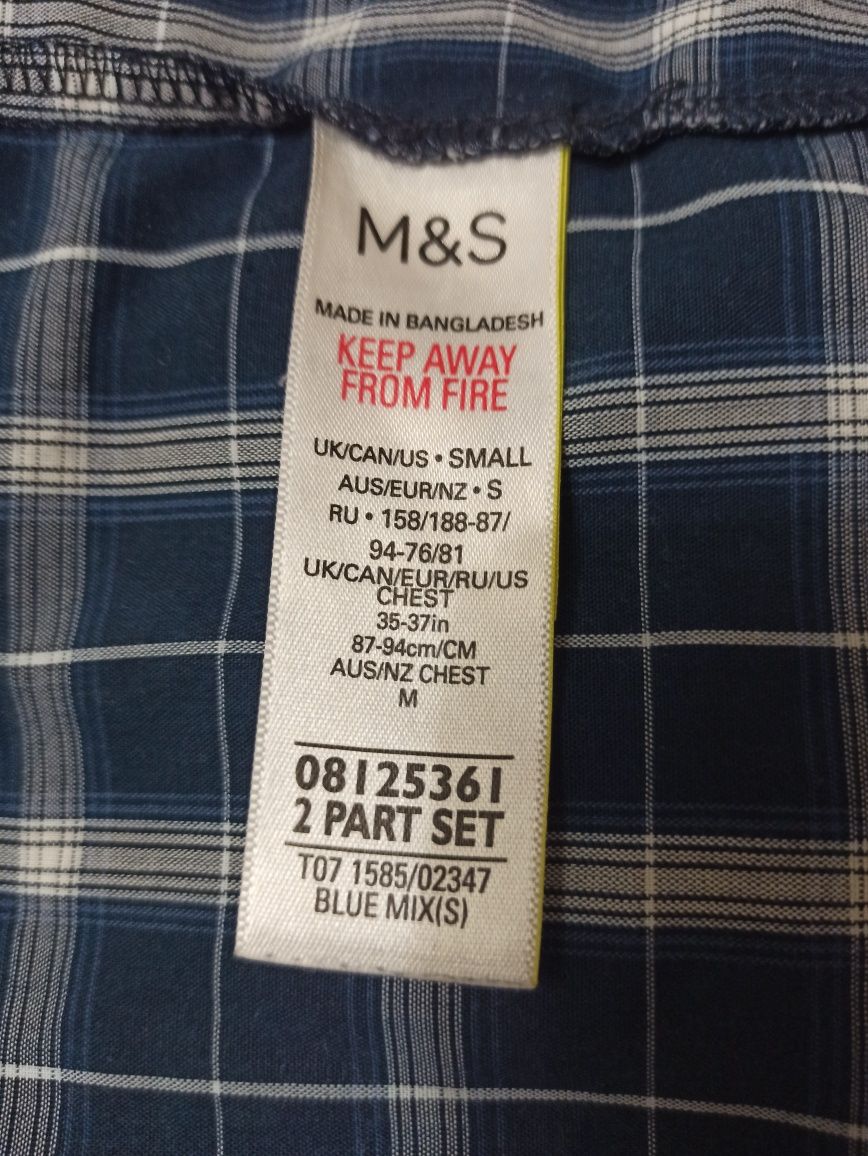 M&S
MADE IN BANGLADESH
KEEP AWAY
FROM FIRE
UK/CAN/US • SMALL
AUS/EUR/NZ • S
RU • 158/188-87/
94-76/81
UK/CAN/EUR/RU/US
CHEST
35-37in
87-94cm/CM
AUS/NZ CHEST
M
08125361
2 PART SET
T07 1585/02347
BLUE MIX(S)